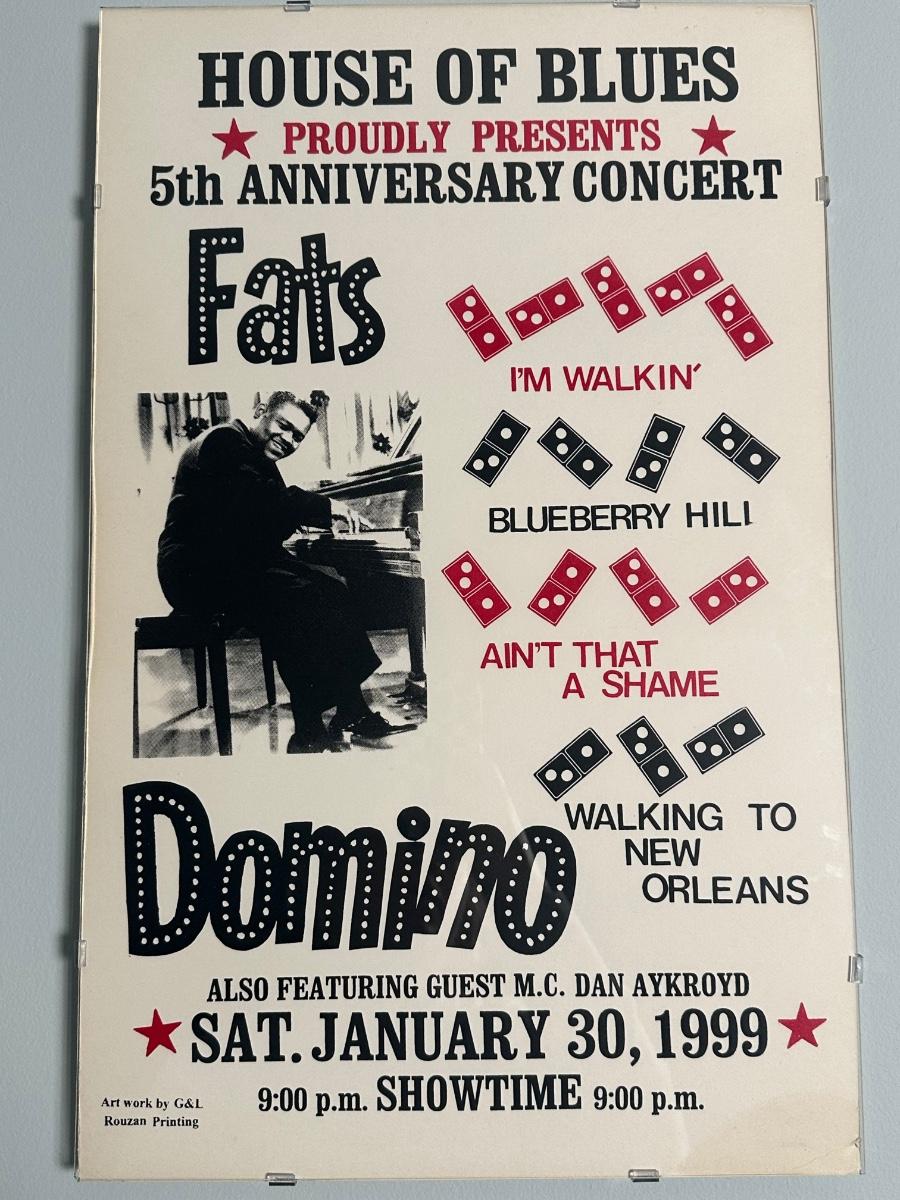 HOUSE OF BLUES
PROUDLY PRESENTS
5th ANNIVERSARY CONCERT
Fats
I'M WALKIN'
BLUEBERRY HILL
AIN'T THAT
A SHAME
Domino
WALKING TO
NEW
ORLEANS
ALSO FEATURING GUEST M.C. DAN AYKROYD
SAT. JANUARY 30, 1999
9:00 p.m. SHOWTIME 9:00 p.m.
Art work by G&L
Rouzan Printing